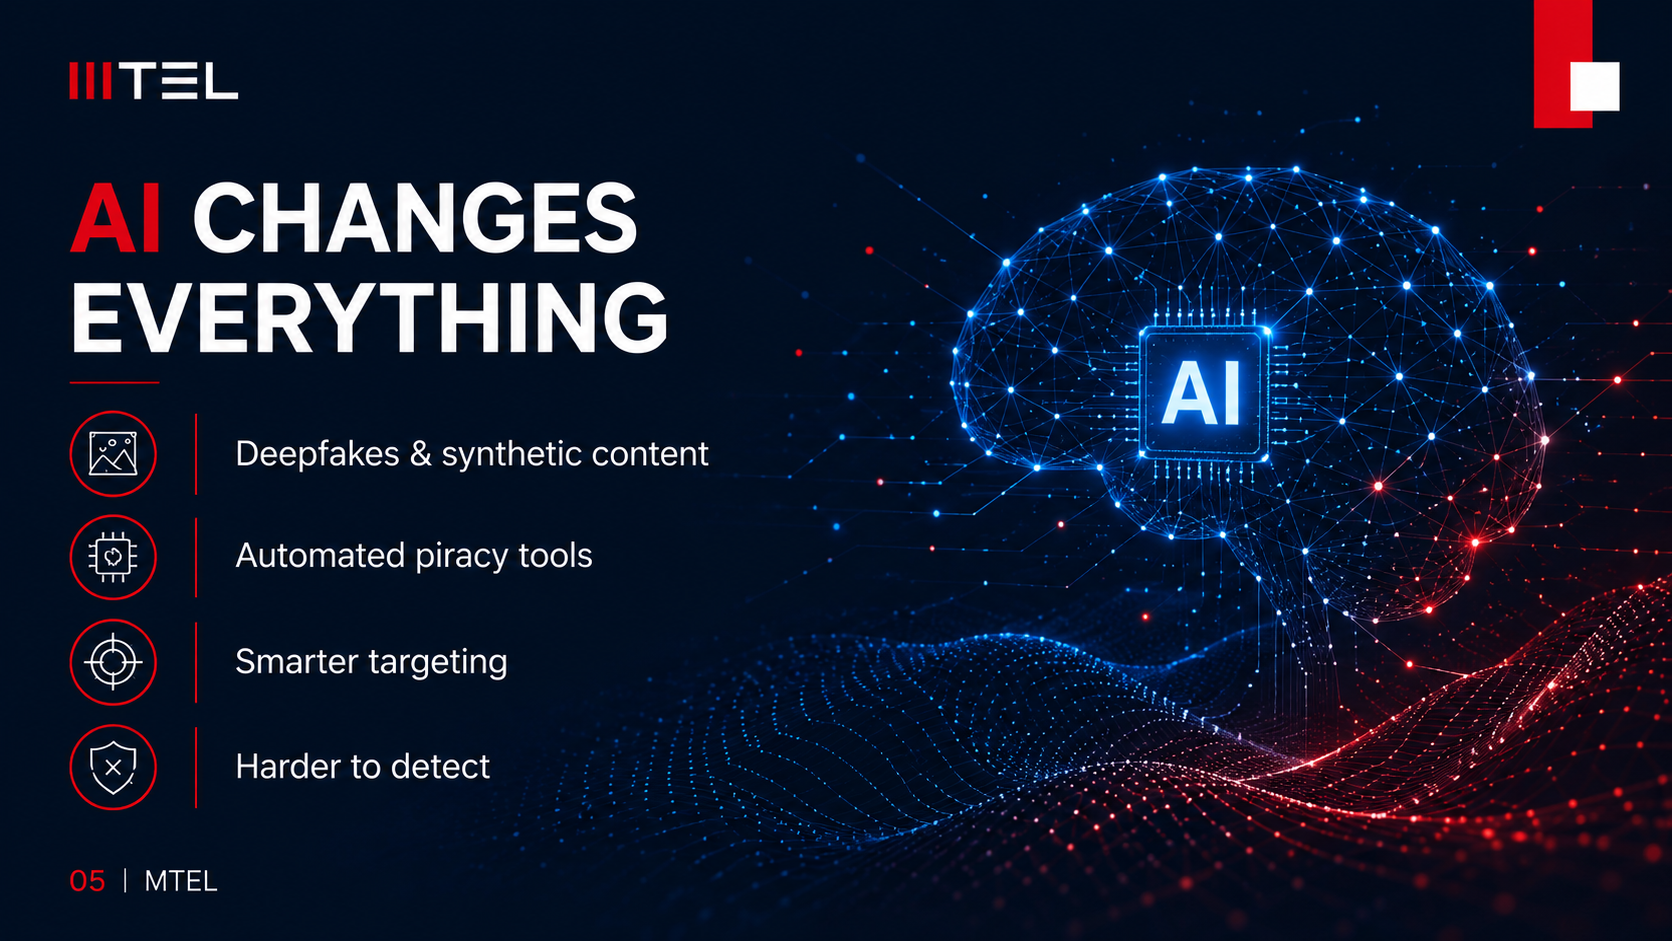 MTEL
AI CHANGES
EVERYTHING
Deepfakes & synthetic content
Automated piracy tools
Smarter targeting
Harder to detect
05 | MTEL
AI